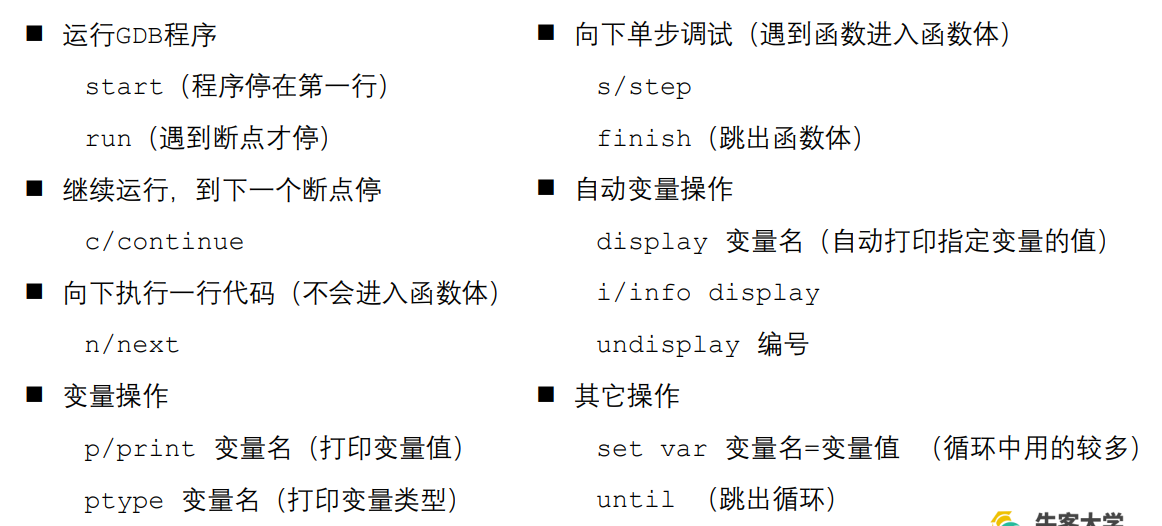 ■ 运行GDB程序
start（程序停在第一行）
run（遇到断点才停）
■ 继续运行，到下一个断点停
c/continue
■ 向下执行一行代码（不会进入函数体）
n/next
■ 变量操作
p/print 变量名（打印变量值）
ptype 变量名（打印变量类型）
■ 向下单步调试（遇到函数进入函数体）
s/step
finish（跳出函数体）
■ 自动变量操作
display 变量名（自动打印指定变量的值）
i/info display
undisplay 编号
■ 其它操作
set var 变量名=变量值 （循环中用的较多）
until （跳出循环）
牛客大学